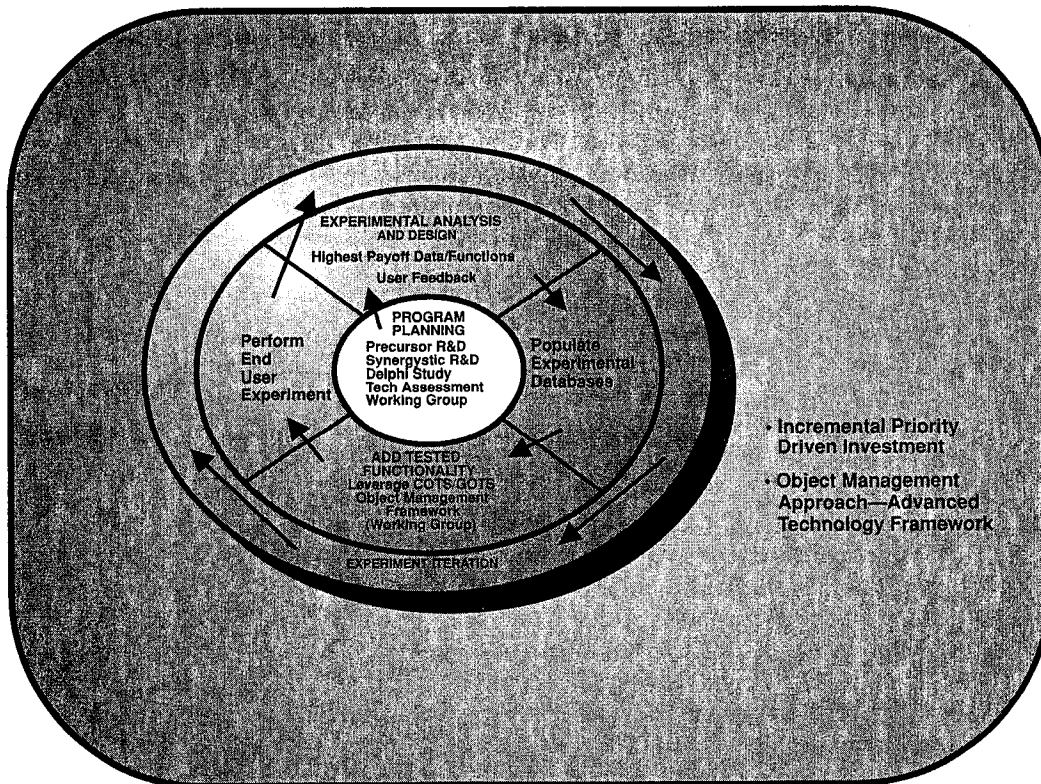 EXPERIMENTAL ANALYSIS
AND DESIGN
Highest Payoff Data/Functions
User Feedback
PROGRAM
PLANNING
Precursor R&D
Synergystic R&D
Delphi Study
Tech Assessment
Working Group
Perform
End
User
Experiment
Populate
Experimental
Databases
ADD TESTED
FUNCTIONALITY
Leverage COTS/GOTS
Object Management
Framework
(Working Group)
EXPERIMENT ITERATION
• Incremental Priority
Driven Investment
• Object Management
Approach—Advanced
Technology Framework